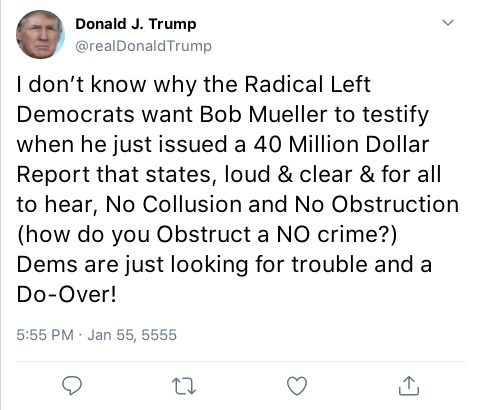 Donald J. Trump
@realDonaldTrump
I don't know why the Radical Left
Democrats want Bob Mueller to testify
when he just issued a 40 Million Dollar
Report that states, loud & clear & for all
to hear, No Collusion and No Obstruction
(how do you Obstruct a NO crime?)
Dems are just looking for trouble and a
Do-Over!
5:55 PM · Jan 55, 5555